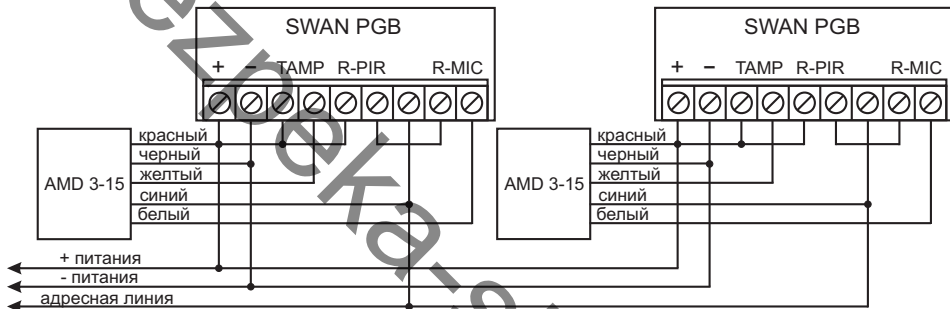 SWAN PGB
+ – TAMP R-PIR R-MIC
красный
черный
AMD 3-15
желтый
синий
белый
SWAN PGB
+ – TAMP R-PIR R-MIC
красный
черный
AMD 3-15
желтый
синий
белый
+ питания
- питания
адресная линия